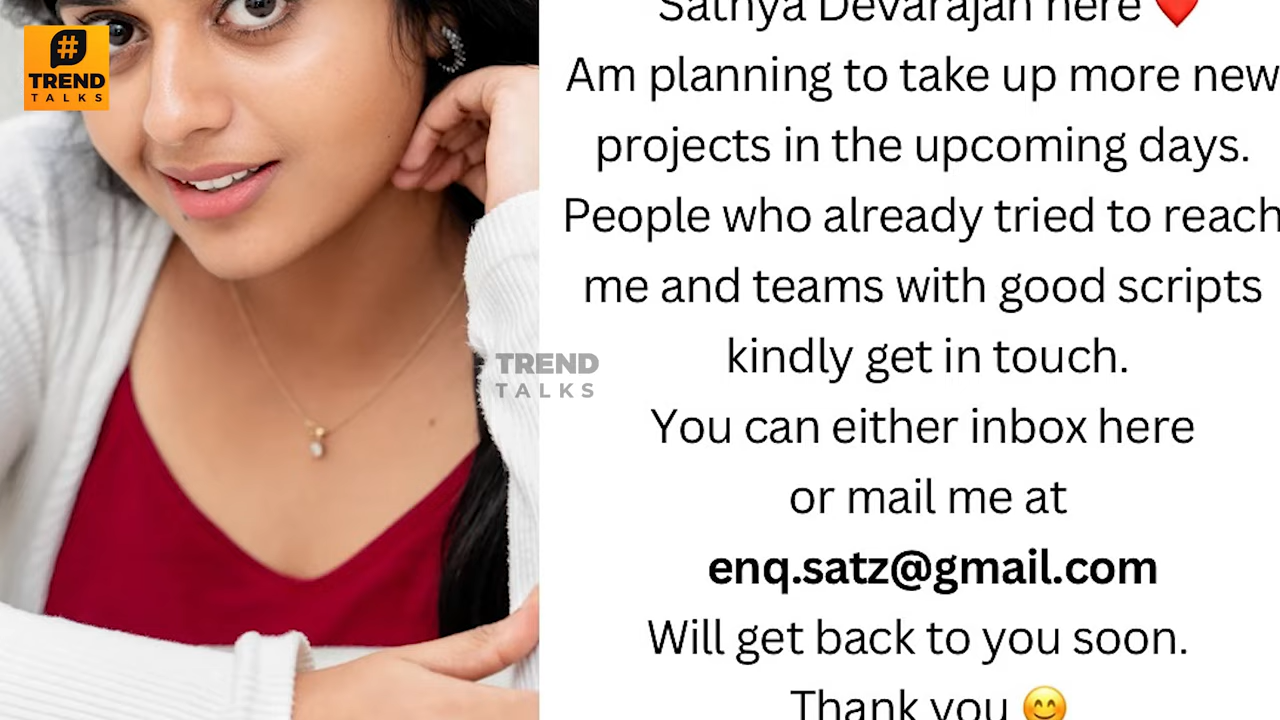 #
TREND
TALKS
Sathya Devarajan here ❤️
Am planning to take up more new
projects in the upcoming days.
People who already tried to reach
me and teams with good scripts
kindly get in touch.
TREND
TALKS
You can either inbox here
or mail me at
enq.satz@gmail.com
Will get back to you soon.
Thank you 😊